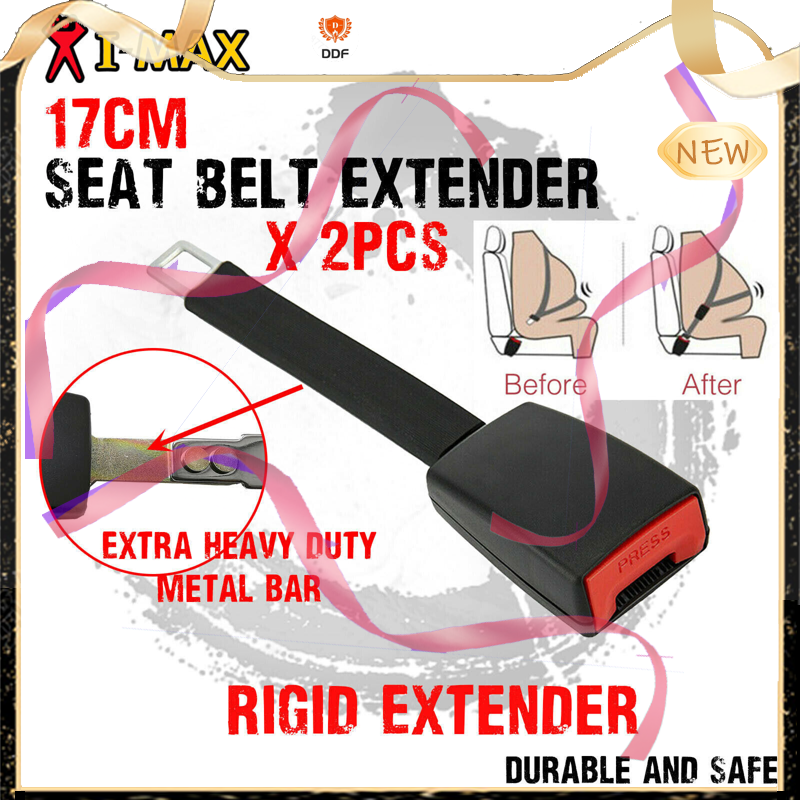 T-MAX
DDF
17CM
SEAT BELT EXTENDER
X 2PCS
NEW
Before
After
EXTRA HEAVY DUTY
METAL BAR
PRESS
RIGID EXTENDER
DURABLE AND SAFE